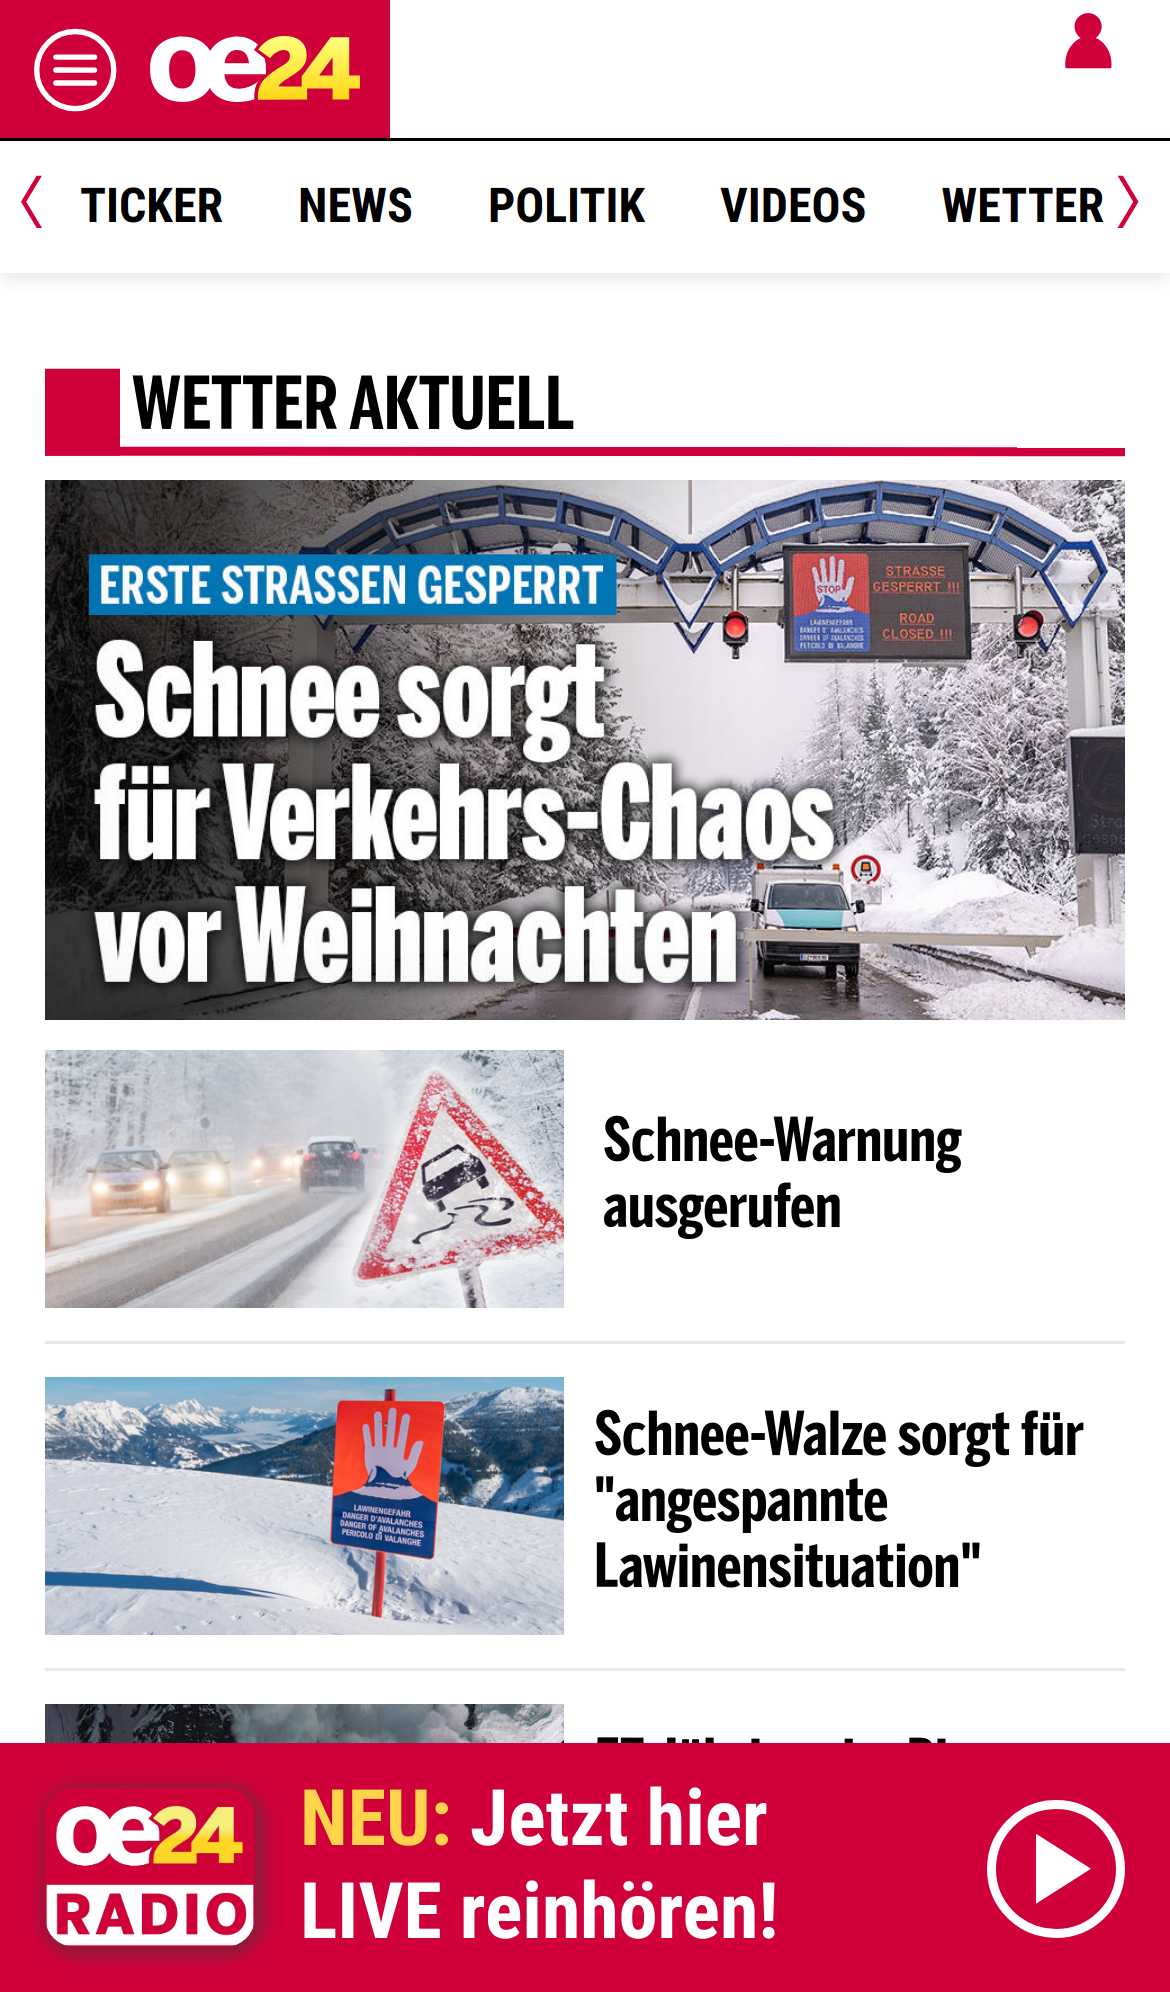 oe24
TICKER NEWS POLITIK VIDEOS WETTER
WETTER AKTUELL
ERSTE STRASSEN GESPERRT
Schnee sorgt
für Verkehrs-Chaos
vor Weihnachten
STOP
LAWINENGEFAHR
DANGER D'AVALANCHES
DANGER OF AVALANCHES
PERICOLO DI VALANGHE
STRASSE
GESPERRT !!!
ROAD
CLOSED !!!
Schnee-Warnung
ausgerufen
LAWINENGEFAHR
DANGER D'AVALANCHES
DANGER OF AVALANCHES
PERICOLO DI VALANGHE
Schnee-Walze sorgt für
"angespannte
Lawinensituation"
oe24
RADIO
NEU: Jetzt hier
LIVE reinhören!